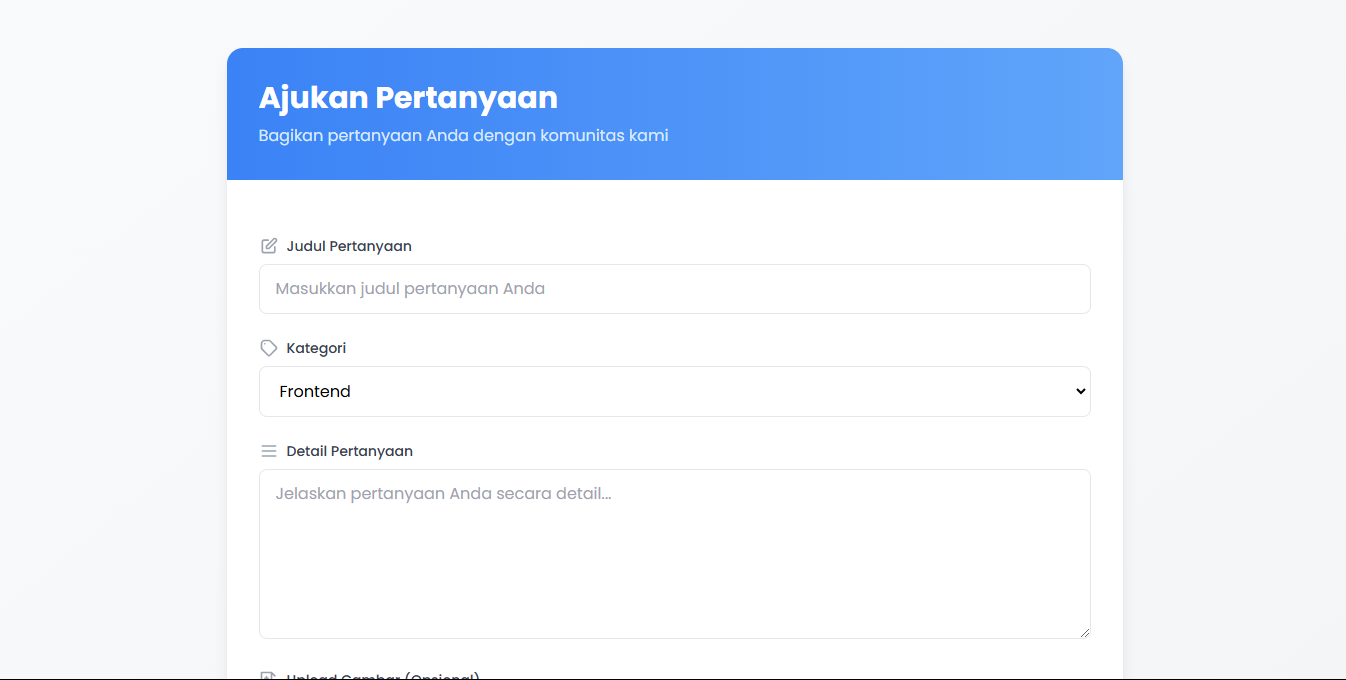 Ajukan Pertanyaan
Bagikan pertanyaan Anda dengan komunitas kami
Judul Pertanyaan
Masukkan judul pertanyaan Anda
Kategori
Frontend
Detail Pertanyaan
Jelaskan pertanyaan Anda secara detail...
Upload Gambar (Opsional)